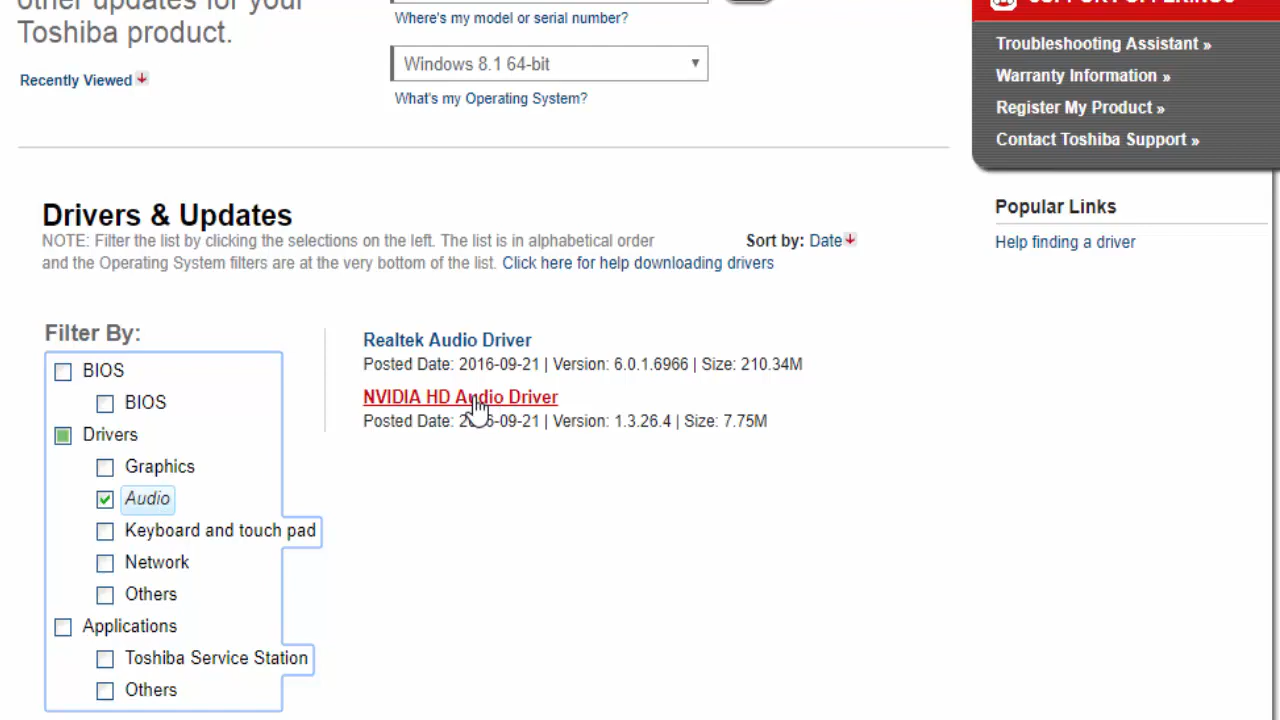 other updates for your
Toshiba product.
Recently Viewed
Where's my model or serial number?
Windows 8.1 64-bit
What's my Operating System?
SUPPORT OFFERINGS
Troubleshooting Assistant »
Warranty Information »
Register My Product »
Contact Toshiba Support »
Popular Links
Help finding a driver
Drivers & Updates
NOTE: Filter the list by clicking the selections on the left. The list is in alphabetical order
and the Operating System filters are at the very bottom of the list. Click here for help downloading drivers
Sort by: Date
Filter By:
BIOS
BIOS
Drivers
Graphics
Audio
Keyboard and touch pad
Network
Others
Applications
Toshiba Service Station
Others
Realtek Audio Driver
Posted Date: 2016-09-21 | Version: 6.0.1.6966 | Size: 210.34M
NVIDIA HD Audio Driver
Posted Date: 2016-09-21 | Version: 1.3.26.4 | Size: 7.75M